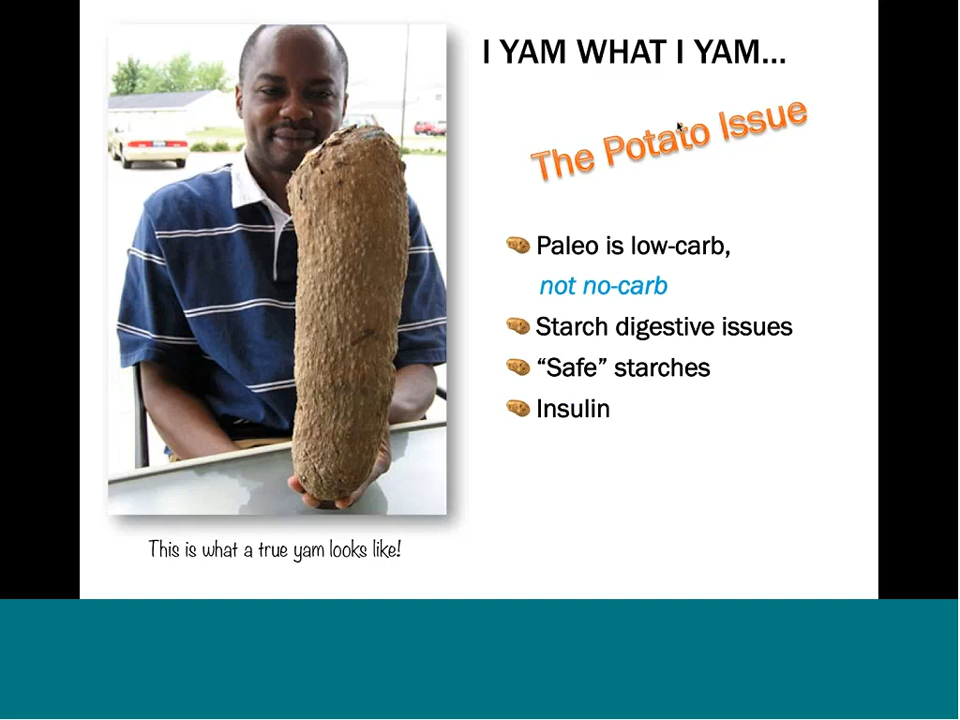 I YAM WHAT I YAM...
The Potato Issue
Paleo is low-carb,
not no-carb
Starch digestive issues
“Safe” starches
Insulin
This is what a true yam looks like!